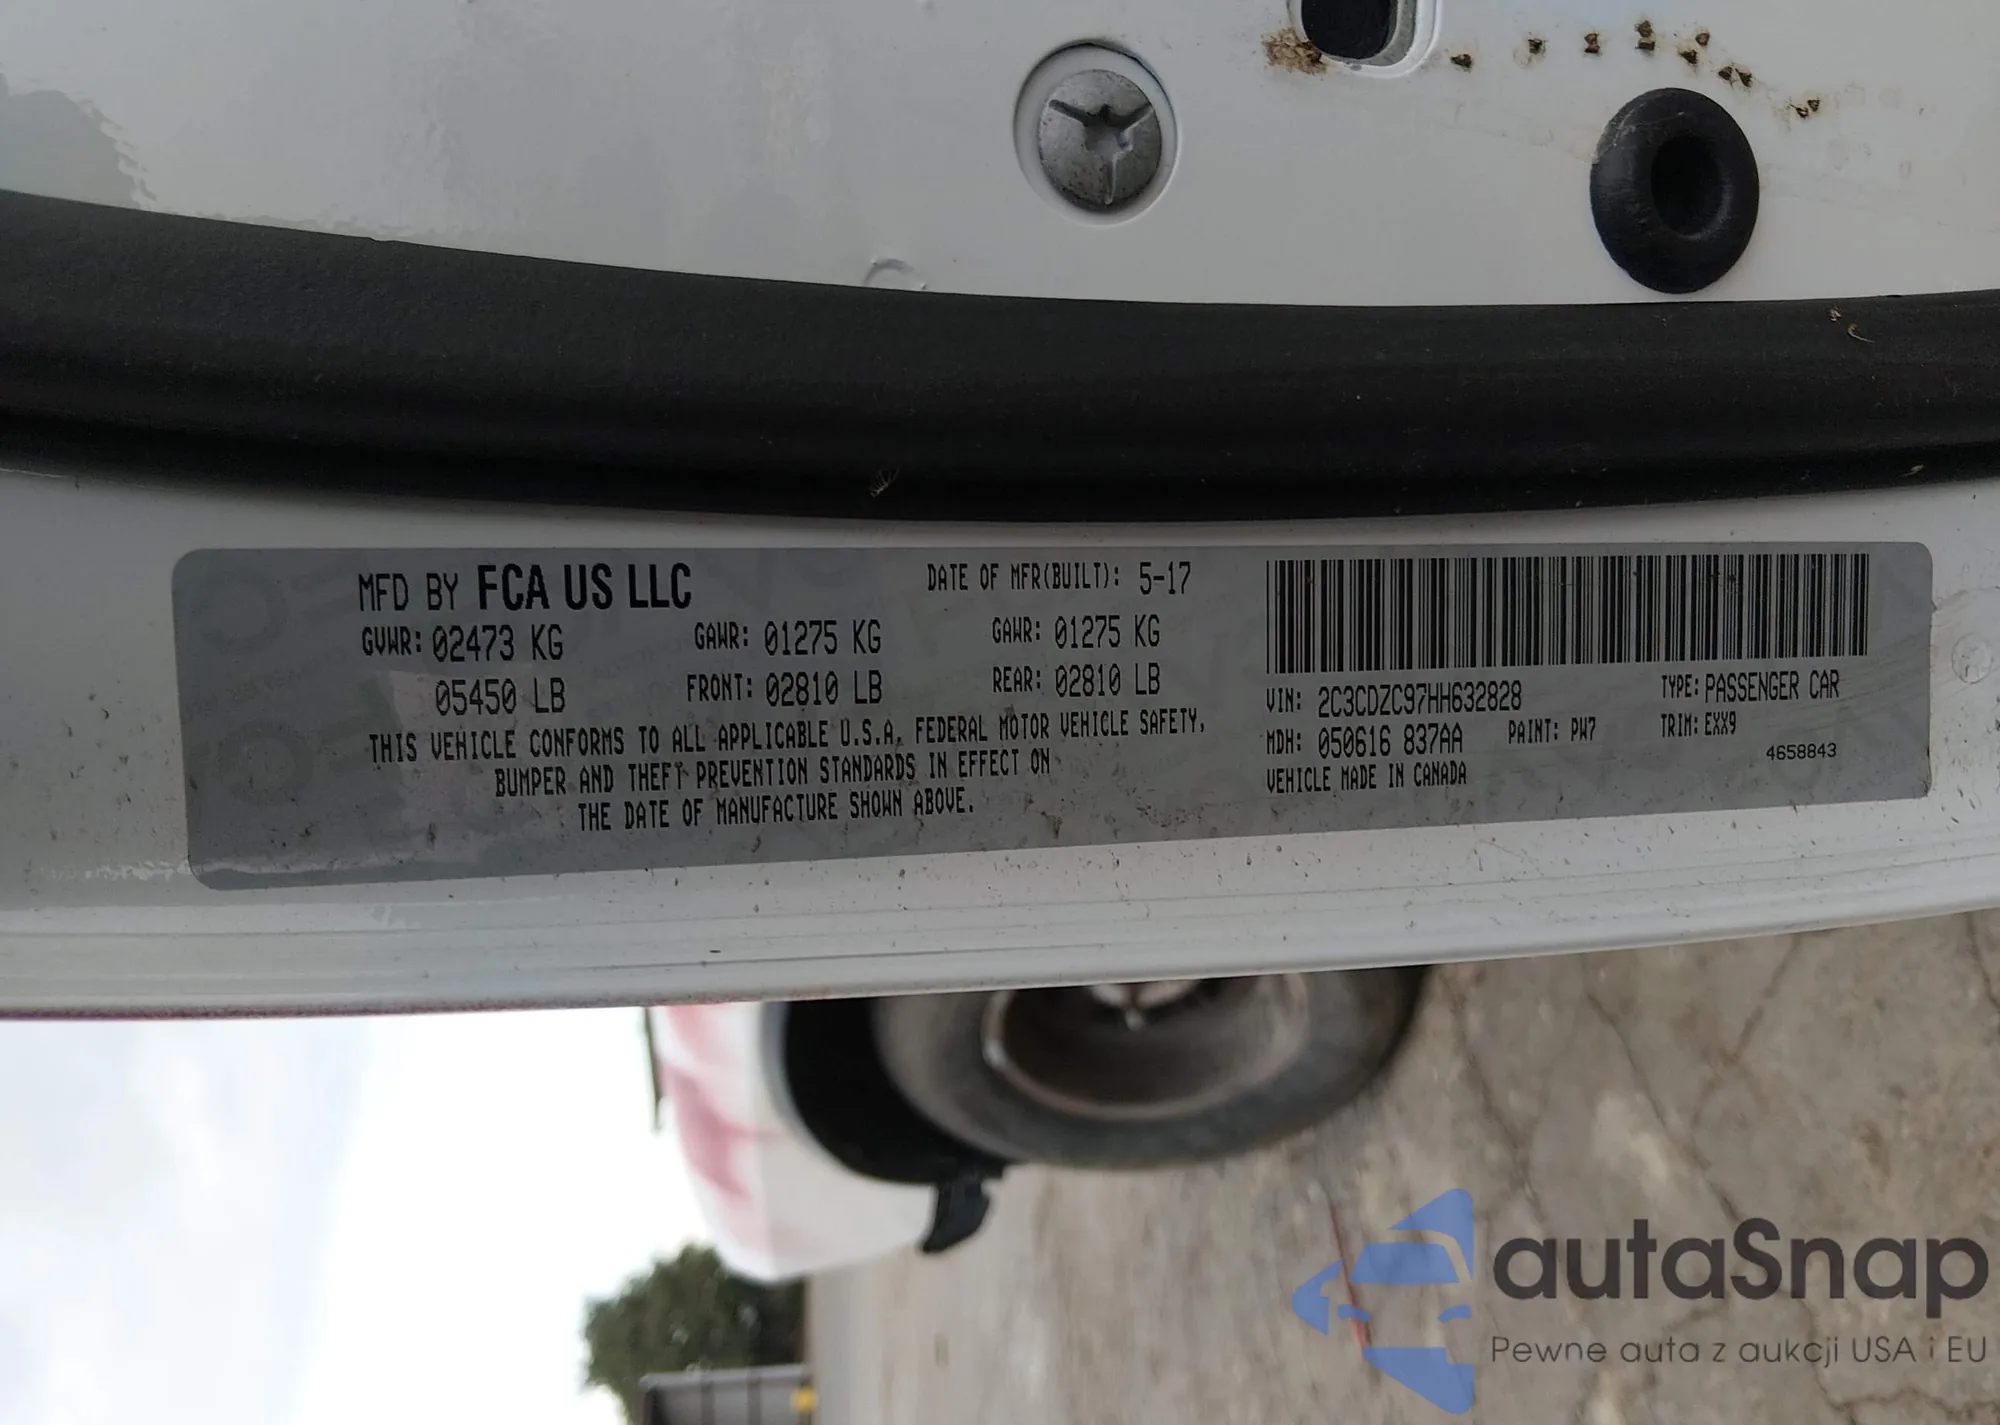 MFD BY FCA US LLC
DATE OF MFR(BUILT): 5-17
GVWR: 02473 KG
GAWR: 01275 KG
GAWR: 01275 KG
05450 LB
FRONT: 02810 LB
REAR: 02810 LB
THIS VEHICLE CONFORMS TO ALL APPLICABLE U.S.A. FEDERAL MOTOR VEHICLE SAFETY,
BUMPER AND THEFT PREVENTION STANDARDS IN EFFECT ON
THE DATE OF MANUFACTURE SHOWN ABOVE.
VIN: 2C3CDZC97HH632828
TYPE: PASSENGER CAR
MDH: 050616 837AA
PAINT: PW7
TRIM: EXX9
VEHICLE MADE IN CANADA
4658843
autaSnap
Pewne auta z aukcji USA i EU